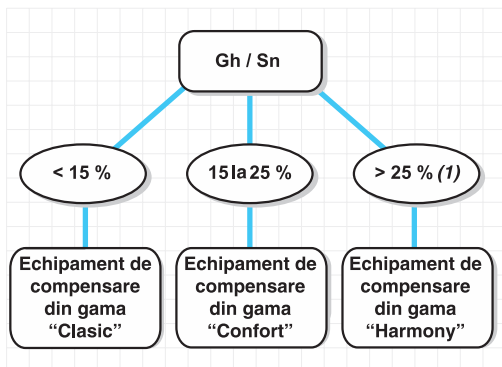 Gh / Sn
< 15 %
15 la 25 %
> 25 % (1)
Echipament de
compensare
din gama
“Clasic”
Echipament de
compensare
din gama
“Confort”
Echipament de
compensare
din gama
“Harmony”